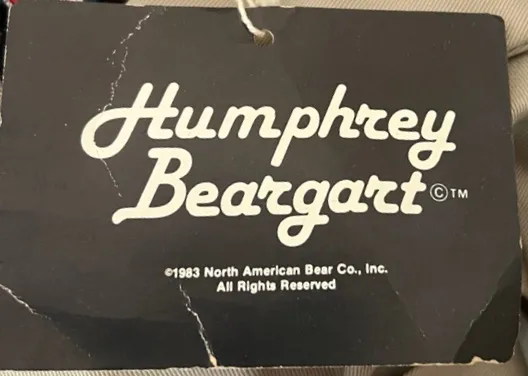 Humphrey
Beargart ©™
©1983 North American Bear Co., Inc.
All Rights Reserved